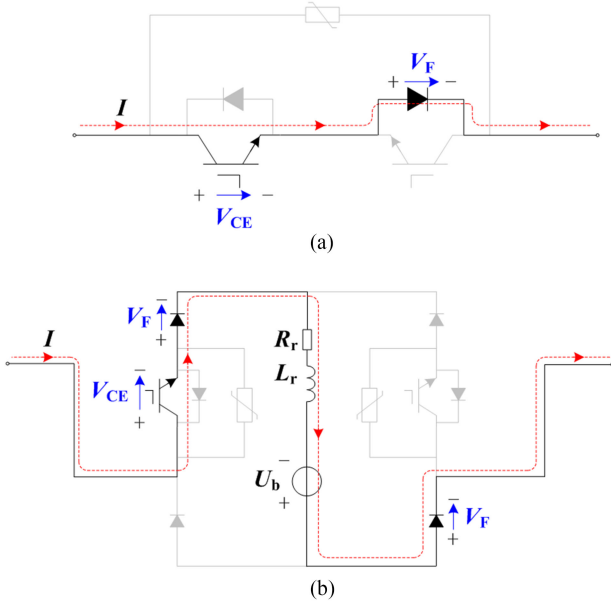 + V_F −
I
+ −
V_CE
(a)
−
V_F
+
I
R_r
−
V_CE
L_r
+
−
U_b
+
−
V_F
+
(b)